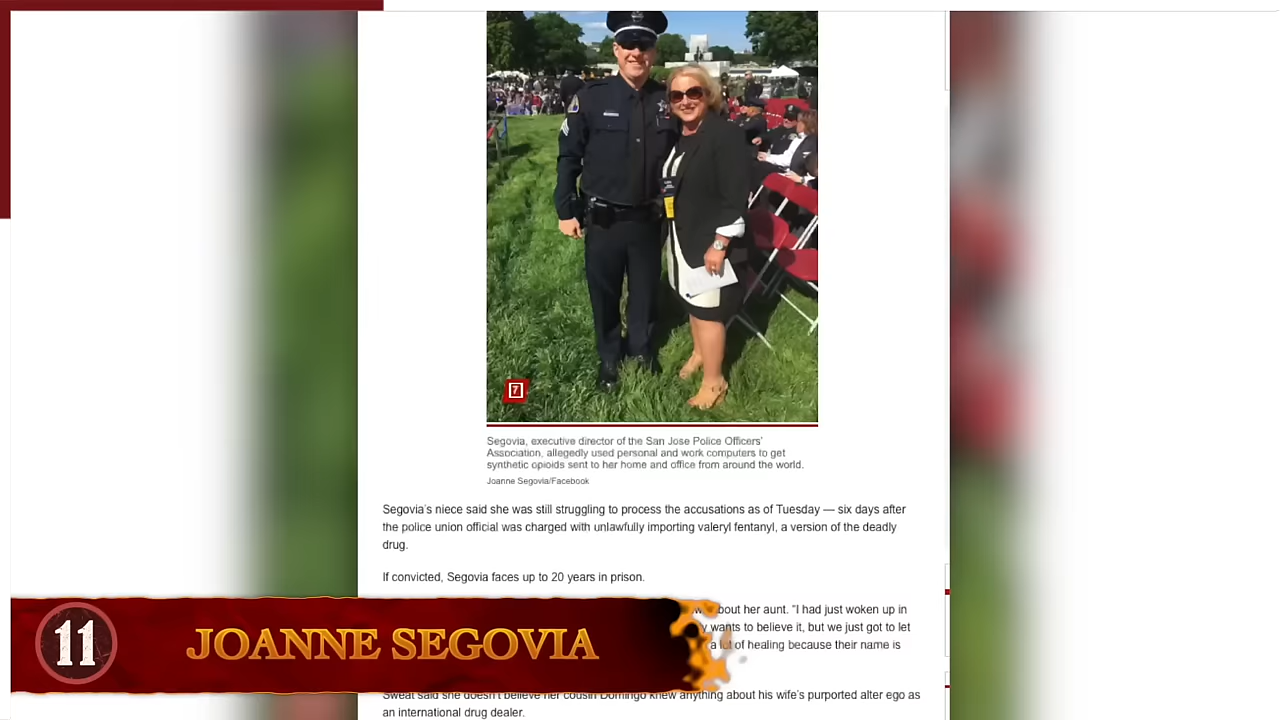 7
Segovia, executive director of the San Jose Police Officers'
Association, allegedly used personal and work computers to get
synthetic opioids sent to her home and office from around the world.
Joanne Segovia/Facebook
Segovia's niece said she was still struggling to process the accusations as of Tuesday — six days after
the police union official was charged with unlawfully importing valeryl fentanyl, a version of the deadly
drug.
If convicted, Segovia faces up to 20 years in prison.
bout her aunt. "I had just woken up in
wants to believe it, but we just got to let
a lot of healing because their name is
11 JOANNE SEGOVIA
Sweat said she doesn't believe her cousin Domingo knew anything about his wife's purported alter ego as
an international drug dealer.